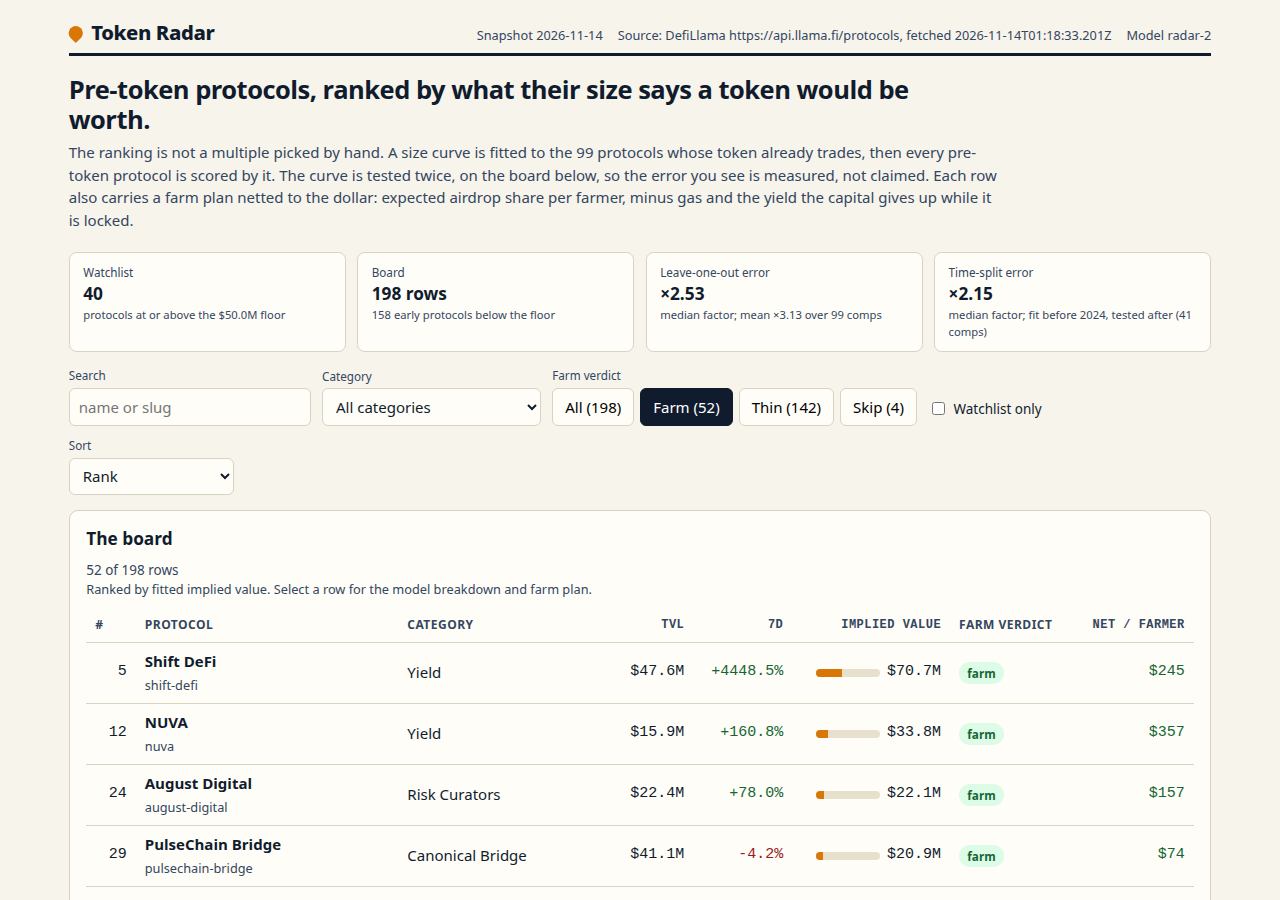 Token Radar
Snapshot 2026-11-14 Source: DefiLlama https://api.llama.fi/protocols, fetched 2026-11-14T01:18:33.201Z Model radar-2
Pre-token protocols, ranked by what their size says a token would be
worth.
The ranking is not a multiple picked by hand. A size curve is fitted to the 99 protocols whose token already trades, then every pre-
token protocol is scored by it. The curve is tested twice, on the board below, so the error you see is measured, not claimed. Each row
also carries a farm plan netted to the dollar: expected airdrop share per farmer, minus gas and the yield the capital gives up while it
is locked.
Watchlist
40
protocols at or above the $50.0M floor
Board
198 rows
158 early protocols below the floor
Leave-one-out error
×2.53
median factor; mean ×3.13 over 99 comps
Time-split error
×2.15
median factor; fit before 2024, tested after (41
comps)
Search
name or slug
Category
All categories
Farm verdict
All (198) Farm (52) Thin (142) Skip (4)
Watchlist only
Sort
Rank
The board
52 of 198 rows
Ranked by fitted implied value. Select a row for the model breakdown and farm plan.
# PROTOCOL CATEGORY TVL 7D IMPLIED VALUE FARM VERDICT NET / FARMER
5 Shift DeFi Yield $47.6M +4448.5% $70.7M farm $245
shift-defi
12 NUVA Yield $15.9M +160.8% $33.8M farm $357
nuva
24 August Digital Risk Curators $22.4M +78.0% $22.1M farm $157
august-digital
29 PulseChain Bridge Canonical Bridge $41.1M -4.2% $20.9M farm $74
pulsechain-bridge